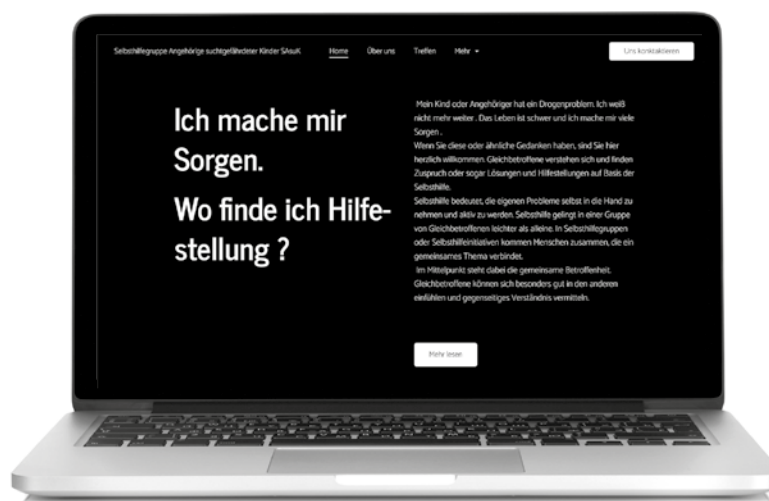 Selbsthilfegruppe Angehörige suchtgefährdeter Kinder SAsuK
Home
Über uns
Treffen
Mehr
Uns konktaktieren
Ich mache mir
Sorgen.
Wo finde ich Hilfe-
stellung ?
Mein Kind oder Angehöriger hat ein Drogenproblem. Ich weiß
nicht mehr weiter . Das Leben ist schwer und ich mache mir viele
Sorgen .
Wenn Sie diese oder ähnliche Gedanken haben, sind Sie hier
herzlich willkommen. Gleichbetroffene verstehen sich und finden
Zuspruch oder sogar Lösungen und Hilfestellungen auf Basis der
Selbsthilfe.
Selbsthilfe bedeutet, die eigenen Probleme selbst in die Hand zu
nehmen und aktiv zu werden. Selbsthilfe gelingt in einer Gruppe
von Gleichbetroffenen leichter als alleine. In Selbsthilfegruppen
oder Selbsthilfeinitiativen kommen Menschen zusammen, die ein
gemeinsames Thema verbindet.
Im Mittelpunkt steht dabei die gemeinsame Betroffenheit.
Gleichbetroffene können sich besonders gut in den anderen
einfühlen und gegenseitiges Verständnis vermitteln.
Mehr lesen